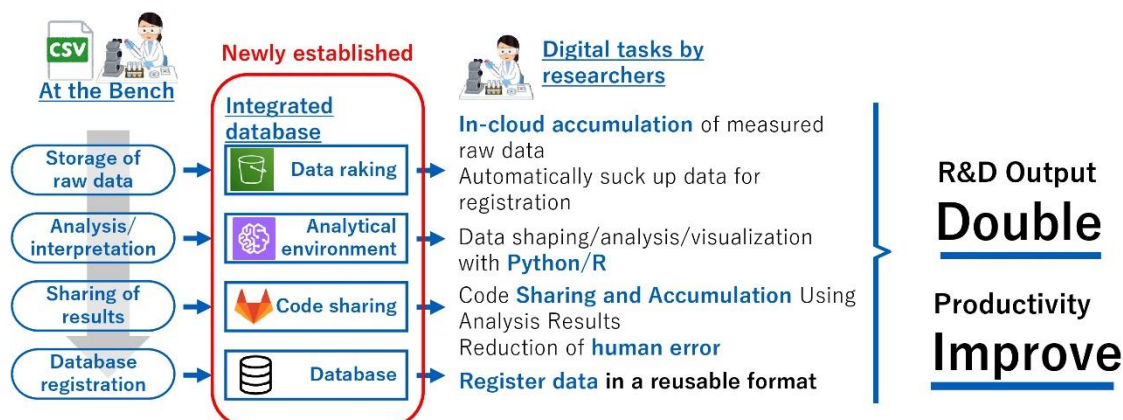 CSV
At the Bench
Newly established
Digital tasks by
researchers
Integrated
database
Storage of
raw data
Data raking
In-cloud accumulation of measured
raw data
Automatically suck up data for
registration
Analysis/
interpretation
Analytical
environment
Data shaping/analysis/visualization
with Python/R
Sharing of
results
Code sharing
Code Sharing and Accumulation Using
Analysis Results
Reduction of human error
Database
registration
Database
Register data in a reusable format
R&D Output
Double
Productivity
Improve